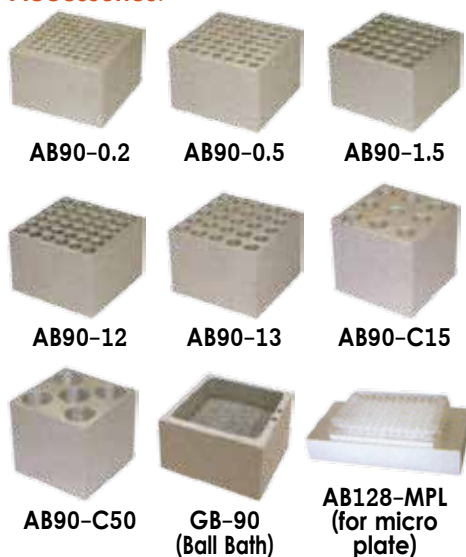 AB90-0.2 AB90-0.5 AB90-1.5
AB90-12 AB90-13 AB90-C15
AB90-C50 GB-90 AB128-MPL
(Ball Bath) (for micro
plate)